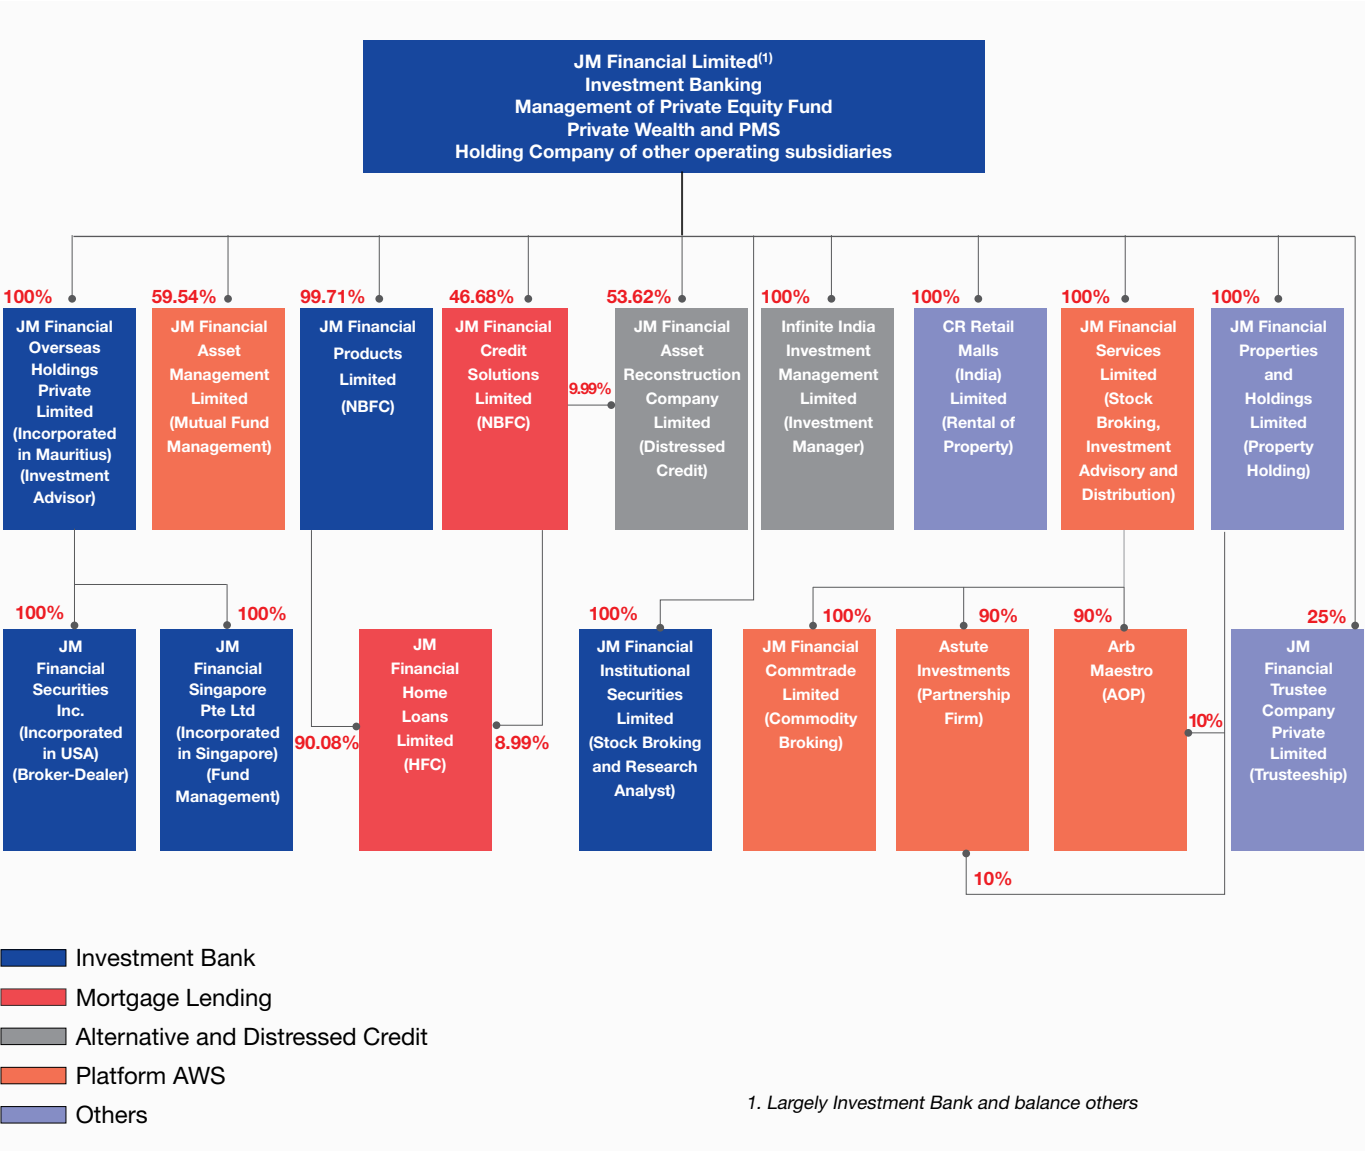 JM Financial Limited(1)
Investment Banking
Management of Private Equity Fund
Private Wealth and PMS
Holding Company of other operating subsidiaries
100%
JM Financial
Overseas
Holdings
Private
Limited
(Incorporated
in Mauritius)
(Investment
Advisor)
59.54%
JM Financial
Asset
Management
Limited
(Mutual Fund
Management)
99.71%
JM Financial
Products
Limited
(NBFC)
46.68%
JM Financial
Credit
Solutions
Limited
(NBFC)
9.99%
53.62%
JM Financial
Asset
Reconstruction
Company
Limited
(Distressed
Credit)
100%
Infinite India
Investment
Management
Limited
(Investment
Manager)
100%
CR Retail
Malls
(India)
Limited
(Rental of
Property)
100%
JM Financial
Services
Limited
(Stock
Broking,
Investment
Advisory and
Distribution)
100%
JM Financial
Properties
and
Holdings
Limited
(Property
Holding)
100%
JM
Financial
Securities
Inc.
(Incorporated
in USA)
(Broker-Dealer)
100%
JM
Financial
Singapore
Pte Ltd
(Incorporated
in Singapore)
(Fund
Management)
90.08%
JM
Financial
Home
Loans
Limited
(HFC)
8.99%
100%
JM Financial
Institutional
Securities
Limited
(Stock Broking
and Research
Analyst)
100%
JM Financial
Commtrade
Limited
(Commodity
Broking)
90%
Astute
Investments
(Partnership
Firm)
10%
90%
Arb
Maestro
(AOP)
10%
25%
JM
Financial
Trustee
Company
Private
Limited
(Trusteeship)
Investment Bank
Mortgage Lending
Alternative and Distressed Credit
Platform AWS
Others
1. Largely Investment Bank and balance others